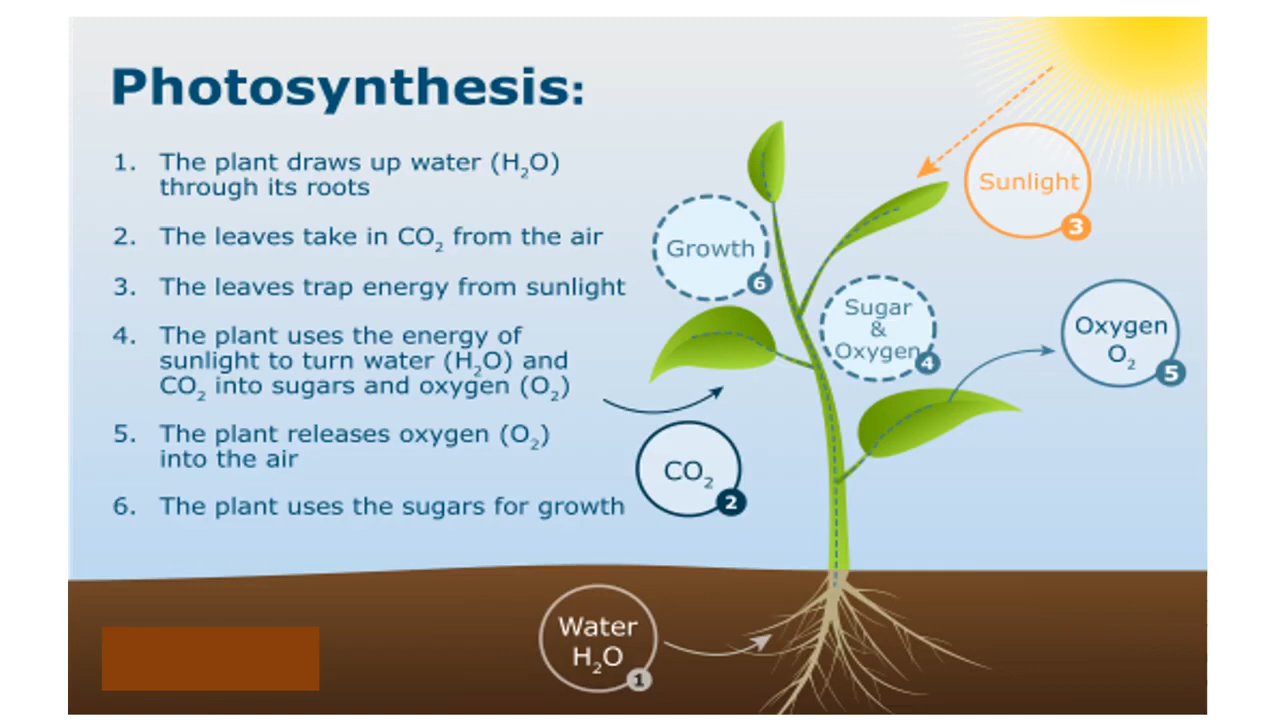 Photosynthesis:
1. The plant draws up water (H₂O)
through its roots
2. The leaves take in CO₂ from the air
3. The leaves trap energy from sunlight
4. The plant uses the energy of
sunlight to turn water (H₂O) and
CO₂ into sugars and oxygen (O₂)
5. The plant releases oxygen (O₂)
into the air
6. The plant uses the sugars for growth
Sunlight
3
Growth
6
Sugar
&
Oxygen
4
Oxygen
O₂
5
CO₂
2
Water
H₂O
1